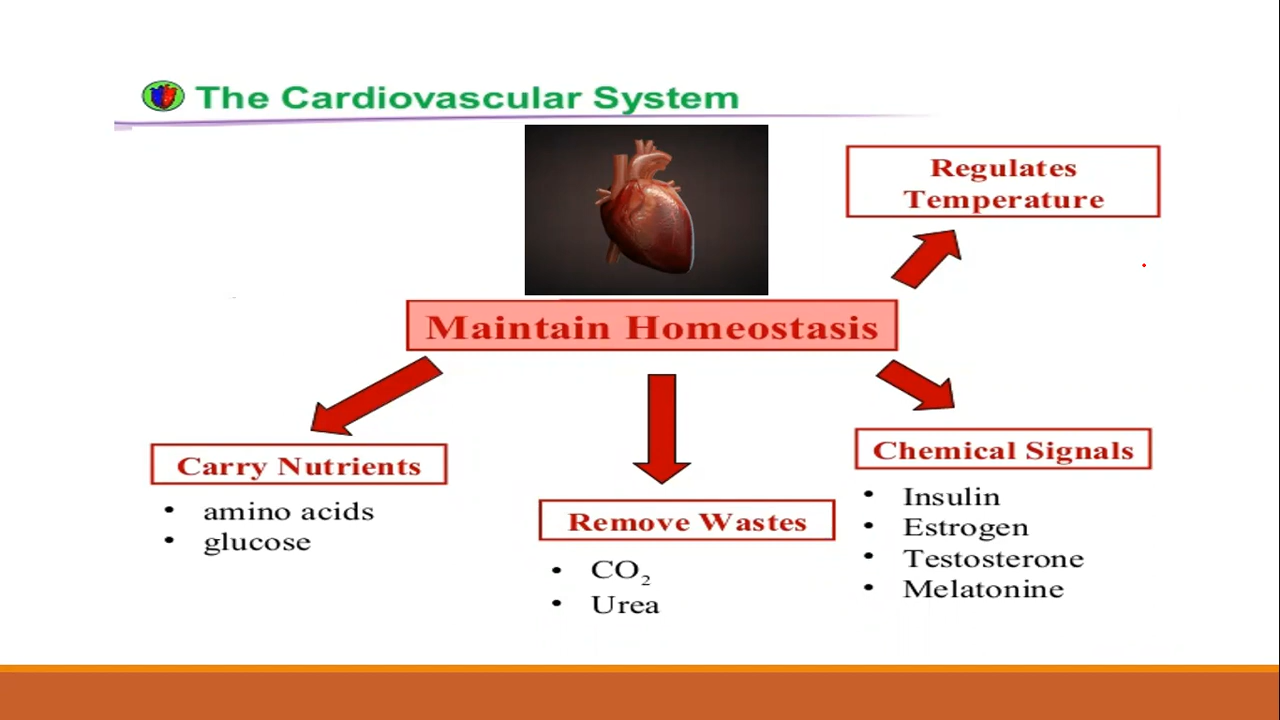 The Cardiovascular System
Regulates
Temperature
Maintain Homeostasis
Carry Nutrients
• amino acids
• glucose
Remove Wastes
• CO₂
• Urea
Chemical Signals
• Insulin
• Estrogen
• Testosterone
• Melatonine